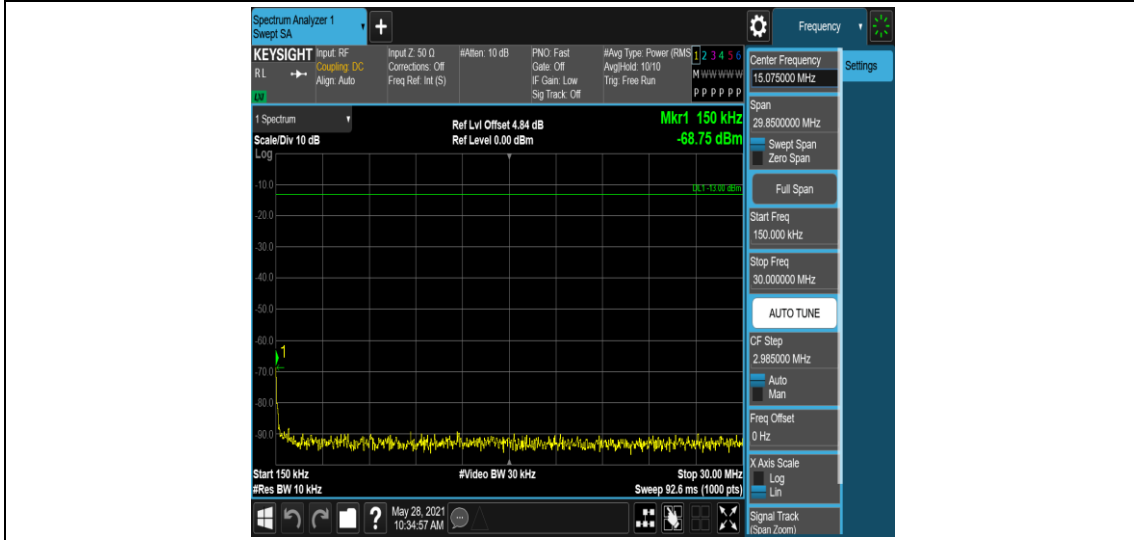 Spectrum Analyzer 1
Swept SA
+
Frequency
KEYSIGHT
RL
LXI
Input: RF
Coupling: DC
Align: Auto
Input Z: 50 Ω
Corrections: Off
Freq Ref: Int (S)
#Atten: 10 dB
PNO: Fast
Gate: Off
IF Gain: Low
Sig Track: Off
#Avg Type: Power (RMS
Avg|Hold: 10/10
Trig: Free Run
1 2 3 4 5 6
M W W W W W
P P P P P P
1 Spectrum
Scale/Div 10 dB
Log
Ref Lvl Offset 4.84 dB
Ref Level 0.00 dBm
Mkr1 150 kHz
-68.75 dBm
DL1 -13.00 dBm
-10.0
-20.0
-30.0
-40.0
-50.0
-60.0
1
-70.0
-80.0
-90.0
Start 150 kHz
#Res BW 10 kHz
#Video BW 30 kHz
Stop 30.00 MHz
Sweep 92.6 ms (1000 pts)
?
May 28, 2021
10:34:57 AM
Center Frequency
15.075000 MHz
Settings
Span
29.8500000 MHz
Swept Span
Zero Span
Full Span
Start Freq
150.000 kHz
Stop Freq
30.000000 MHz
AUTO TUNE
CF Step
2.985000 MHz
Auto
Man
Freq Offset
0 Hz
X Axis Scale
Log
Lin
Signal Track
(Span Zoom)